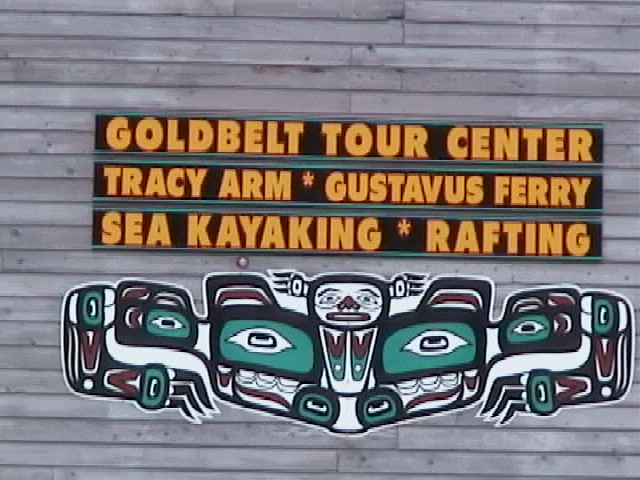 GOLDBELT TOUR CENTER
TRACY ARM * GUSTAVUS FERRY
SEA KAYAKING * RAFTING